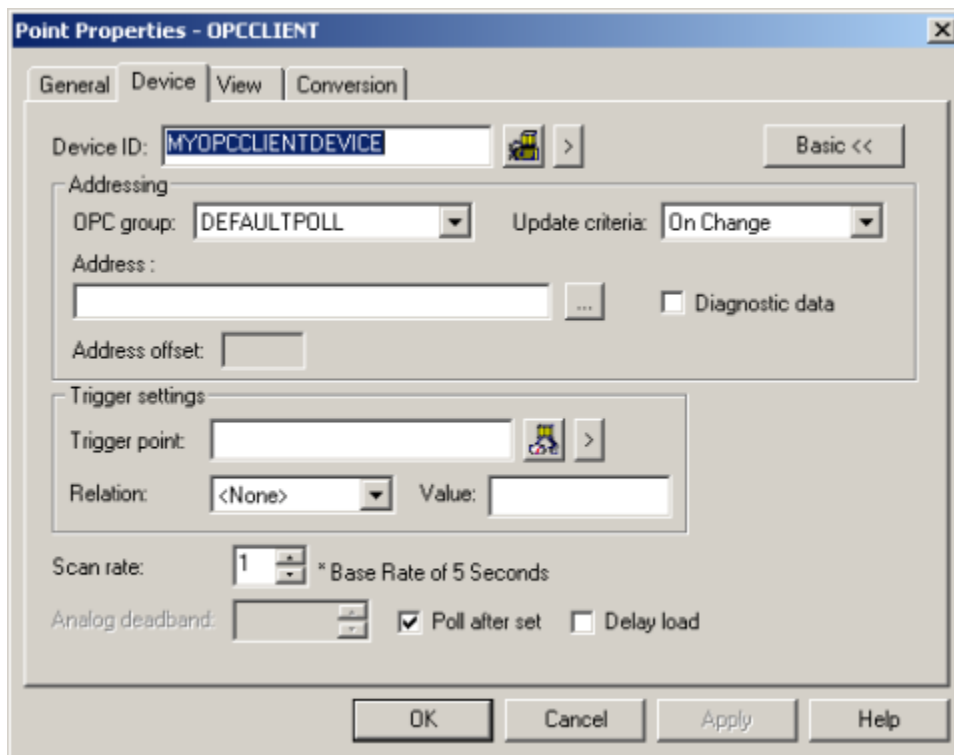 Point Properties - OPCCLIENT
General Device View Conversion
Device ID: MYOPCCLIENTDEVICE > Basic <<
Addressing
OPC group: DEFAULTPOLL Update criteria: On Change
Address :
... Diagnostic data
Address offset:
Trigger settings
Trigger point: >
Relation: <None> Value:
Scan rate: 1 * Base Rate of 5 Seconds
Analog deadband: Poll after set Delay load
OK Cancel Apply Help